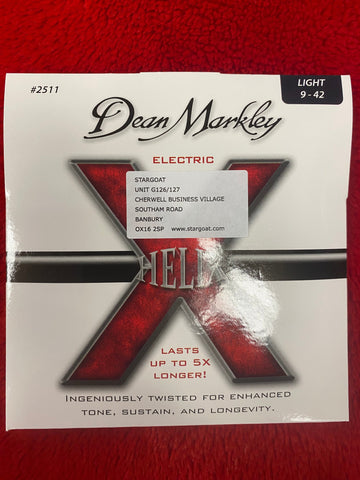 #2511
LIGHT
9 - 42
Dean Markley
ELECTRIC
STARGOAT
UNIT G126/127
CHERWELL BUSINESS VILLAGE
SOUTHAM ROAD
BANBURY
OX16 2SP www.stargoat.com
HELIX
LASTS
UP TO 5X
LONGER!
INGENIOUSLY TWISTED FOR ENHANCED
TONE, SUSTAIN, AND LONGEVITY.